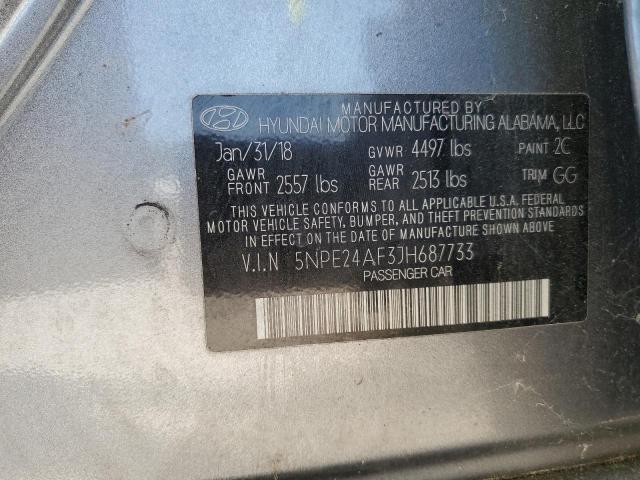 MANUFACTURED BY
HYUNDAI MOTOR MANUFACTURING ALABAMA, LLC
Jan/31/18 GVWR 4497 lbs PAINT 2C
GAWR FRONT 2557 lbs GAWR REAR 2513 lbs TRIM GG
THIS VEHICLE CONFORMS TO ALL APPLICABLE U.S.A. FEDERAL
MOTOR VEHICLE SAFETY, BUMPER, AND THEFT PREVENTION STANDARDS
IN EFFECT ON THE DATE OF MANUFACTURE SHOWN ABOVE
V.I.N 5NPE24AF3JH687733
PASSENGER CAR